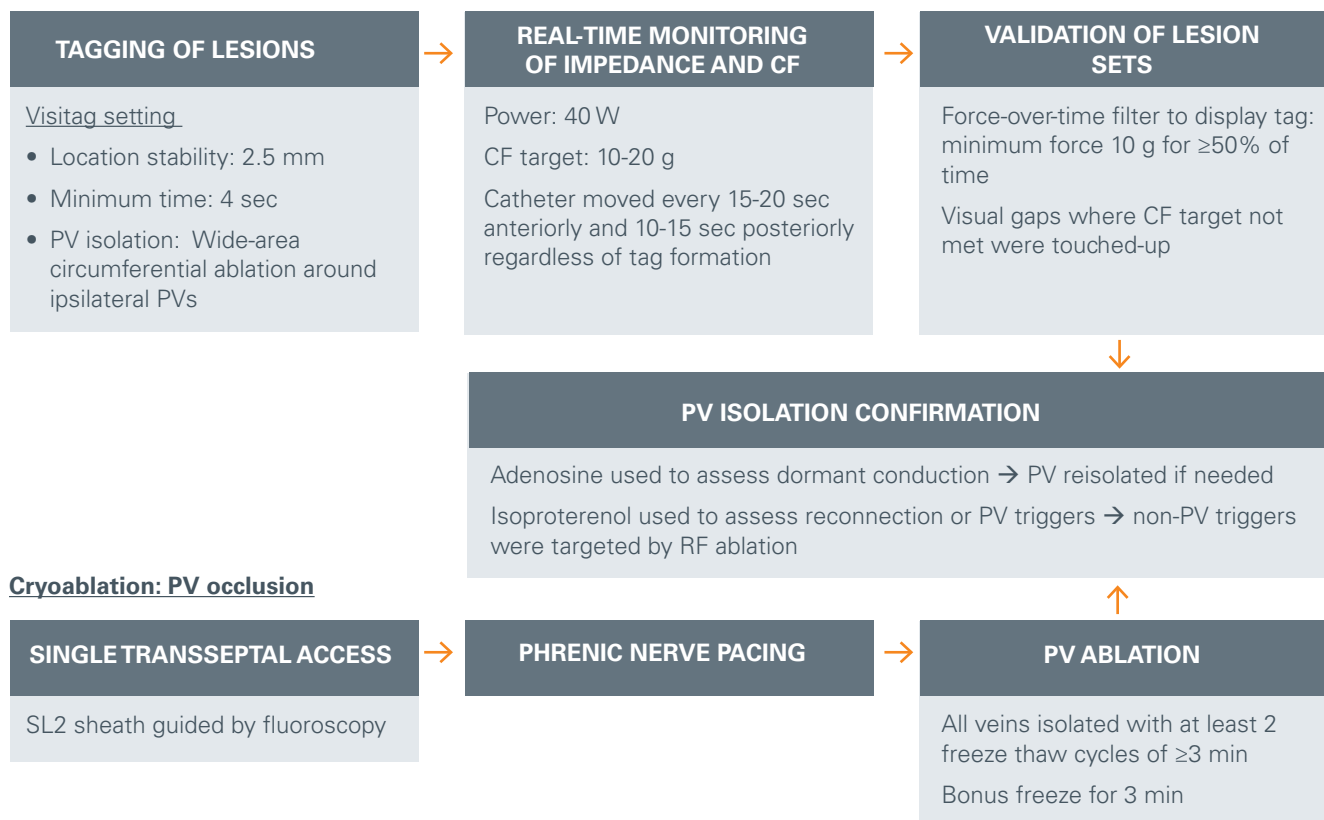 TAGGING OF LESIONS
Visitag setting
• Location stability: 2.5 mm
• Minimum time: 4 sec
• PV isolation: Wide-area
circumferential ablation around
ipsilateral PVs
→
REAL-TIME MONITORING
OF IMPEDANCE AND CF
Power: 40 W
CF target: 10-20 g
Catheter moved every 15-20 sec
anteriorly and 10-15 sec posteriorly
regardless of tag formation
→
VALIDATION OF LESION
SETS
Force-over-time filter to display tag:
minimum force 10 g for ≥50% of
time
Visual gaps where CF target not
met were touched-up
↓
PV ISOLATION CONFIRMATION
Adenosine used to assess dormant conduction → PV reisolated if needed
Isoproterenol used to assess reconnection or PV triggers → non-PV triggers
were targeted by RF ablation
Cryoablation: PV occlusion
SINGLE TRANSSEPTAL ACCESS
SL2 sheath guided by fluoroscopy
→
PHRENIC NERVE PACING
→
↑
PV ABLATION
All veins isolated with at least 2
freeze thaw cycles of ≥3 min
Bonus freeze for 3 min